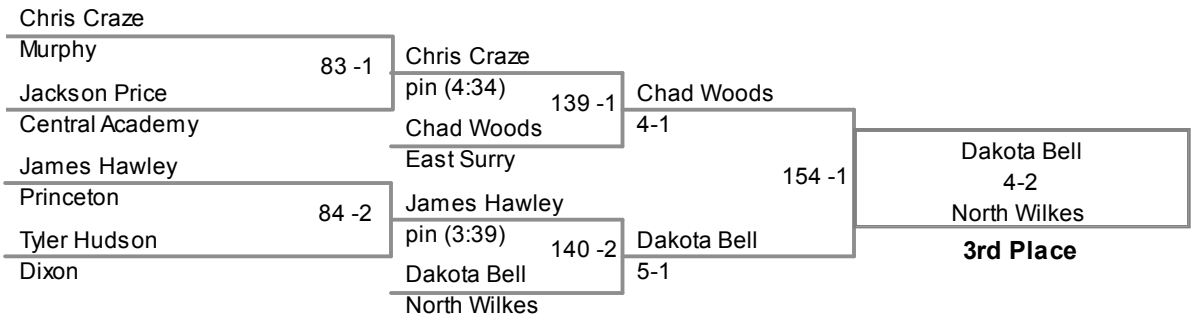 Chris Craze
Murphy
83 -1
Jackson Price
Central Academy
James Hawley
Princeton
84 -2
Tyler Hudson
Dixon
Chris Craze
pin (4:34)
139 -1
Chad Woods
East Surry
James Hawley
pin (3:39)
140 -2
Dakota Bell
North Wilkes
Chad Woods
4-1
154 -1
Dakota Bell
5-1
Dakota Bell
4-2
North Wilkes
3rd Place